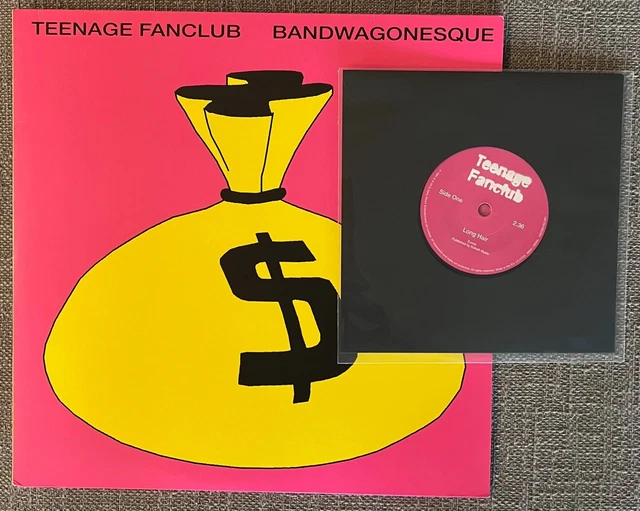 TEENAGE FANCLUB BANDWAGONESQUE
$
Teenage
Fanclub
Side One
2.36
Long Hair